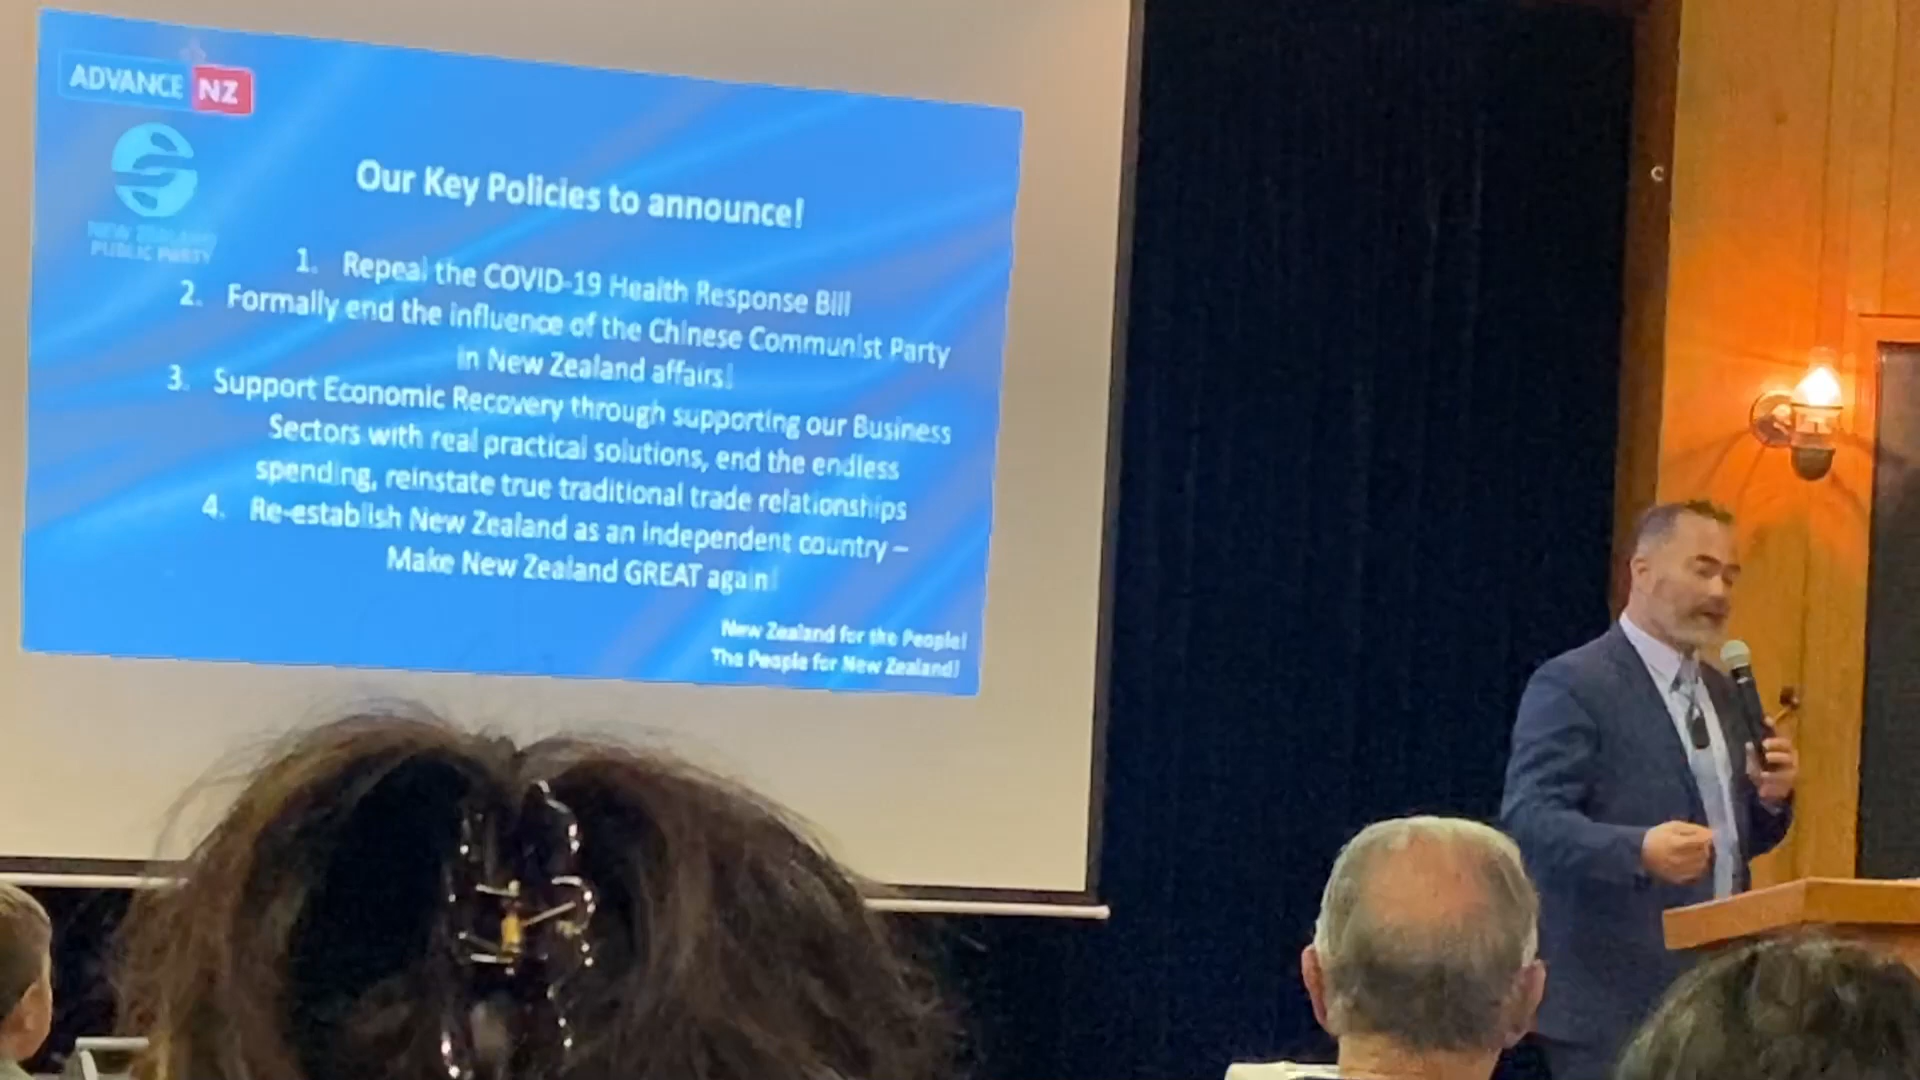 ADVANCE NZ
NEW ZEALAND
PUBLIC PARTY
Our Key Policies to announce!
1. Repeal the COVID-19 Health Response Bill
2. Formally end the influence of the Chinese Communist Party
in New Zealand affairs!
3. Support Economic Recovery through supporting our Business
Sectors with real practical solutions, end the endless
spending, reinstate true traditional trade relationships
4. Re-establish New Zealand as an independent country –
Make New Zealand GREAT again!
New Zealand for the People!
The People for New Zealand!